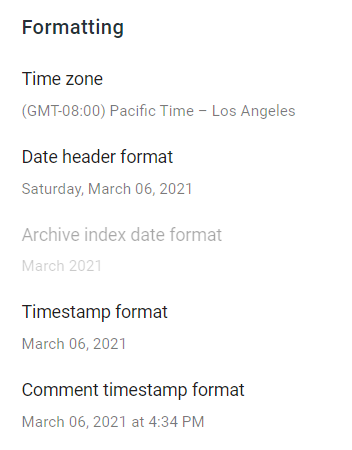 Formatting
Time zone
(GMT-08:00) Pacific Time – Los Angeles
Date header format
Saturday, March 06, 2021
Archive index date format
March 2021
Timestamp format
March 06, 2021
Comment timestamp format
March 06, 2021 at 4:34 PM